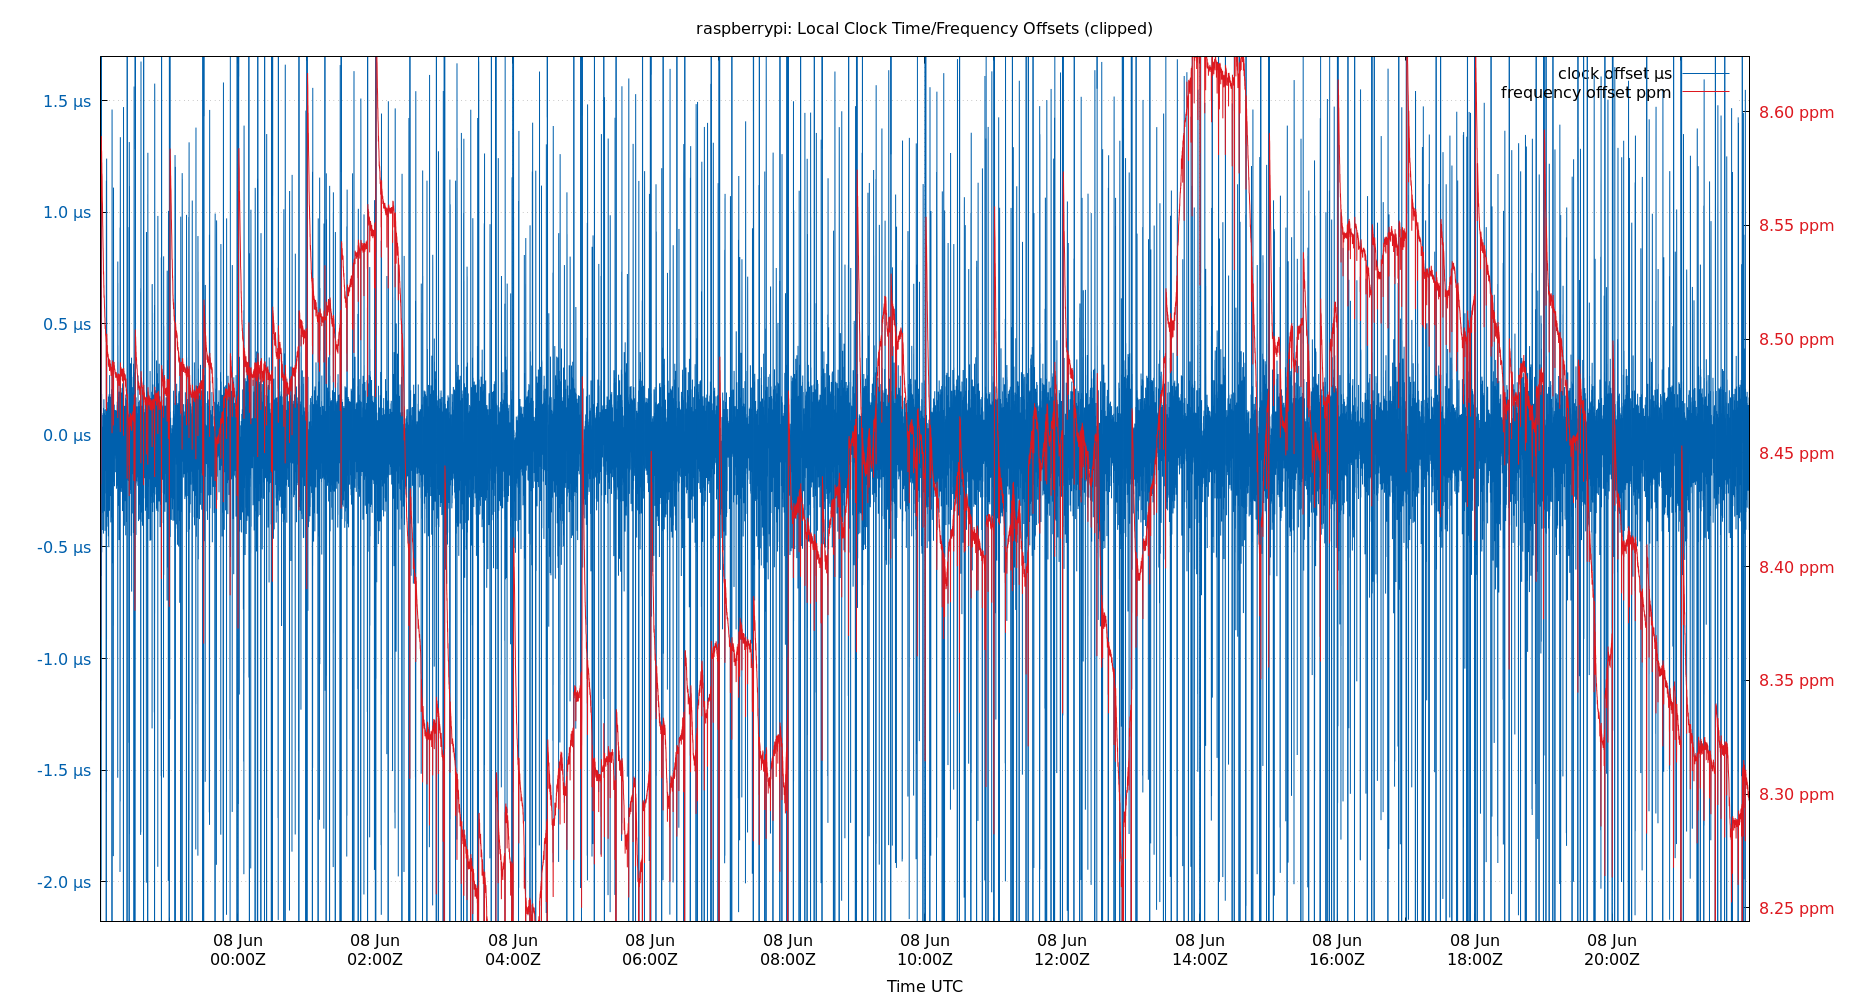 raspberrypi: Local Clock Time/Frequency Offsets (clipped)
clock offset µs
frequency offset ppm
1.5 µs
1.0 µs
0.5 µs
0.0 µs
-0.5 µs
-1.0 µs
-1.5 µs
-2.0 µs
8.60 ppm
8.55 ppm
8.50 ppm
8.45 ppm
8.40 ppm
8.35 ppm
8.30 ppm
8.25 ppm
08 Jun 08 Jun 08 Jun 08 Jun 08 Jun 08 Jun 08 Jun 08 Jun 08 Jun 08 Jun 08 Jun
00:00Z 02:00Z 04:00Z 06:00Z 08:00Z 10:00Z 12:00Z 14:00Z 16:00Z 18:00Z 20:00Z
Time UTC